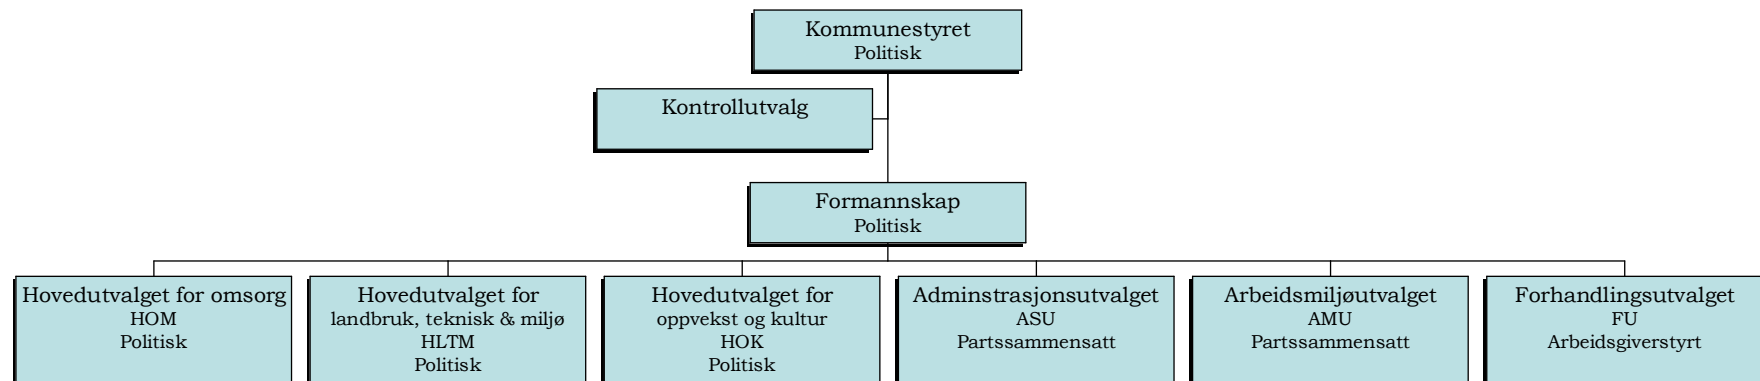 Kommunestyret
Politisk
Kontrollutvalg
Formannskap
Politisk
Hovedutvalget for omsorg
HOM
Politisk
Hovedutvalget for
landbruk, teknisk & miljø
HLTM
Politisk
Hovedutvalget for
oppvekst og kultur
HOK
Politisk
Adminstrasjonsutvalget
ASU
Partssammensatt
Arbeidsmiljøutvalget
AMU
Partssammensatt
Forhandlingsutvalget
FU
Arbeidsgiverstyrt